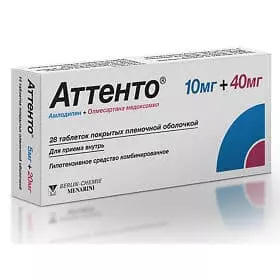 Аттенто®
Амлодипин + Олмесартана медоксомил
10мг + 40мг
28 таблеток покрытых пленочной оболочкой
Для приема внутрь
Гипотензивное средство комбинированное
BERLIN-CHEMIE
MENARINI
Аттенто®
5мг + 20мг